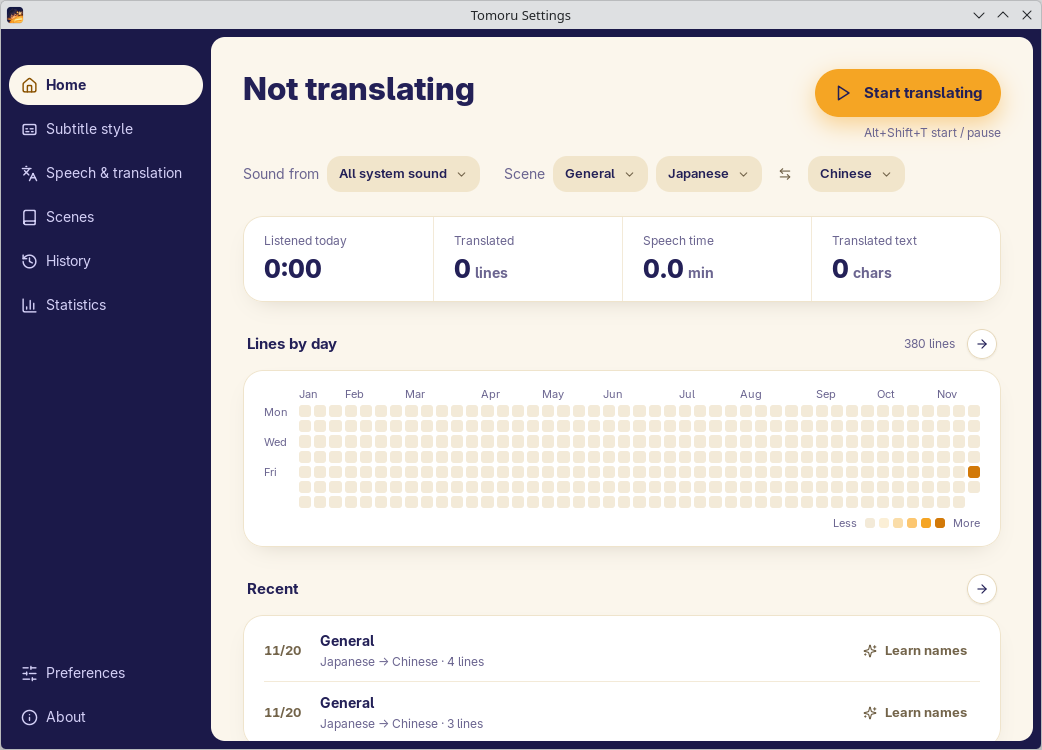 Tomoru Settings
Home
Subtitle style
Speech & translation
Scenes
History
Statistics
Preferences
About
Not translating
Start translating
Alt+Shift+T start / pause
Sound from All system sound Scene General Japanese Chinese
Listened today Translated Speech time Translated text
0:00 0 lines 0.0 min 0 chars
Lines by day 380 lines
Jan Feb Mar Apr May Jun Jul Aug Sep Oct Nov
Mon
Wed
Fri
Less More
Recent
11/20 General Learn names
Japanese → Chinese · 4 lines
11/20 General Learn names
Japanese → Chinese · 3 lines